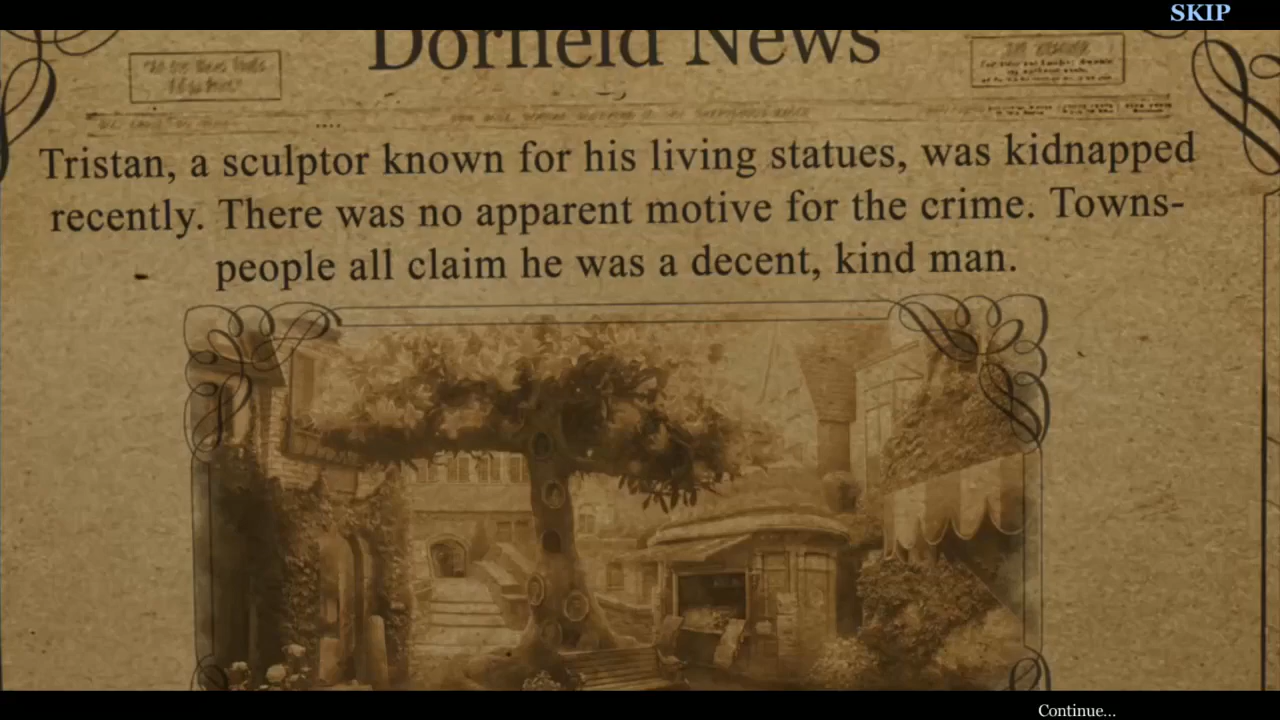 SKIP
Dorfield News
Tristan, a sculptor known for his living statues, was kidnapped
recently. There was no apparent motive for the crime. Towns-
people all claim he was a decent, kind man.
Continue...